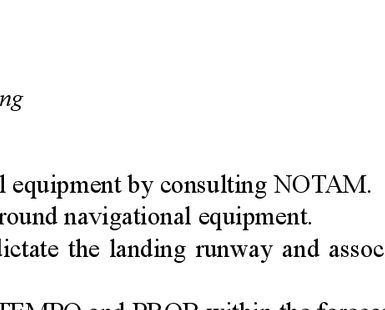 ng
l equipment by consulting NOTAM.
round navigational equipment.
dictate the landing runway and assoc
TEMPO and PROB within the forecas